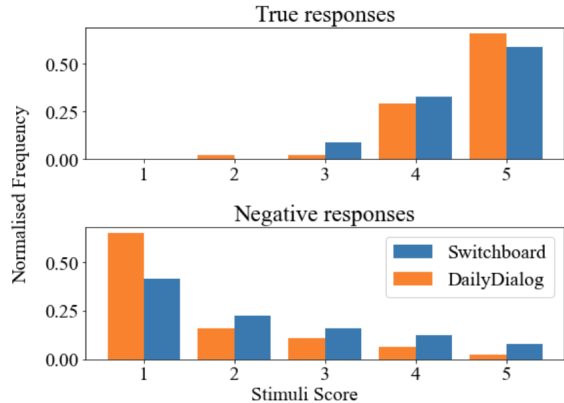 True responses
0.50
0.25
0.00
1 2 3 4 5
Normalised Frequency
Negative responses
0.50
0.25
0.00
Switchboard
DailyDialog
1 2 3 4 5
Stimuli Score